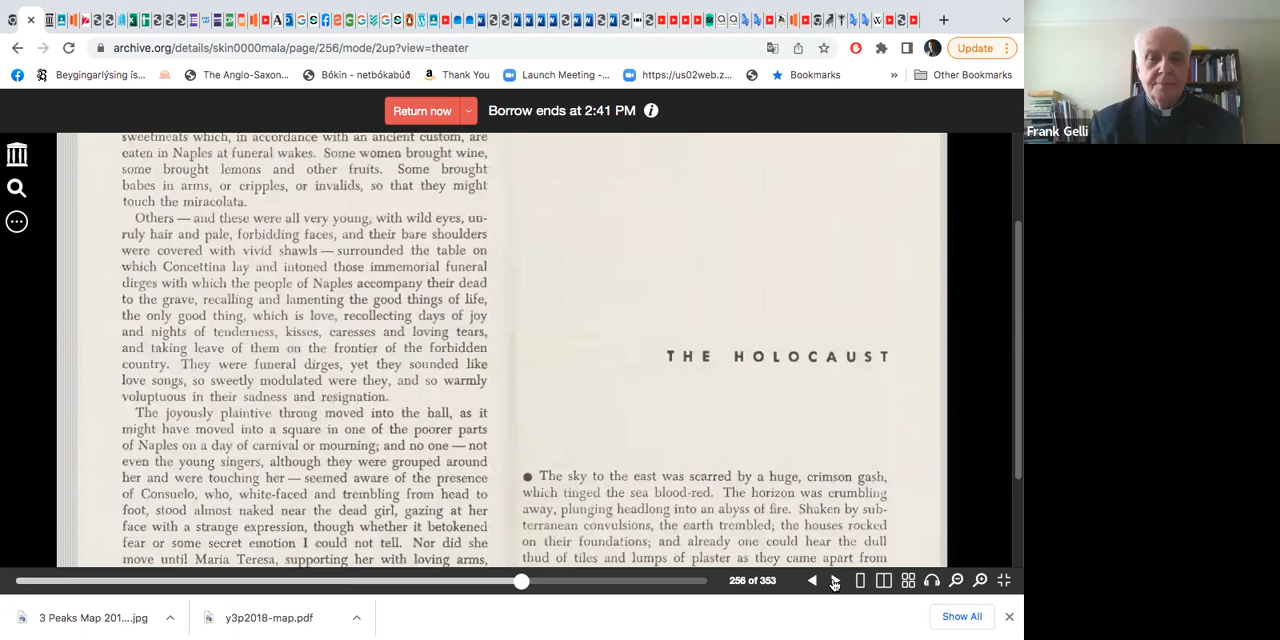 archive.org/details/skin0000mala/page/256/mode/2up?view=theater
Update
Beygingarlýsing ís...
The Anglo-Saxon...
Bókin - netbókabúð
Thank You
Launch Meeting -...
https://us02web.z...
Bookmarks
»
Other Bookmarks
Return now
Borrow ends at 2:41 PM
Frank Gelli
sweetmeats which, in accordance with an ancient custom, are
eaten in Naples at funeral wakes. Some women brought wine,
some brought lemons and other fruits. Some brought
babes in arms, or cripples, or invalids, so that they might
touch the miracolata.
Others — and these were all very young, with wild eyes, un-
ruly hair and pale, forbidding faces, and their bare shoulders
were covered with vivid shawls — surrounded the table on
which Concettina lay and intoned those immemorial funeral
dirges with which the people of Naples accompany their dead
to the grave, recalling and lamenting the good things of life,
the only good thing, which is love, recollecting days of joy
and nights of tenderness, kisses, caresses and loving tears,
and taking leave of them on the frontier of the forbidden
country. They were funeral dirges, yet they sounded like
love songs, so sweetly modulated were they, and so warmly
voluptuous in their sadness and resignation.
The joyously plaintive throng moved into the ball, as it
might have moved into a square in one of the poorer parts
of Naples on a day of carnival or mourning; and no one — not
even the young singers, although they were grouped around
her and were touching her — seemed aware of the presence
of Consuelo, who, white-faced and trembling from head to
foot, stood almost naked near the dead girl, gazing at her
face with a strange expression, though whether it betokened
fear or some secret emotion I could not tell. Nor did she
move until Maria Teresa, supporting her with loving arms,
THE HOLOCAUST
● The sky to the east was scarred by a huge, crimson gash,
which tinged the sea blood-red. The horizon was crumbling
away, plunging headlong into an abyss of fire. Shaken by sub-
terranean convulsions, the earth trembled; the houses rocked
on their foundations; and already one could hear the dull
thud of tiles and lumps of plaster as they came apart from
256 of 353
3 Peaks Map 201....jpg
y3p2018-map.pdf
Show All